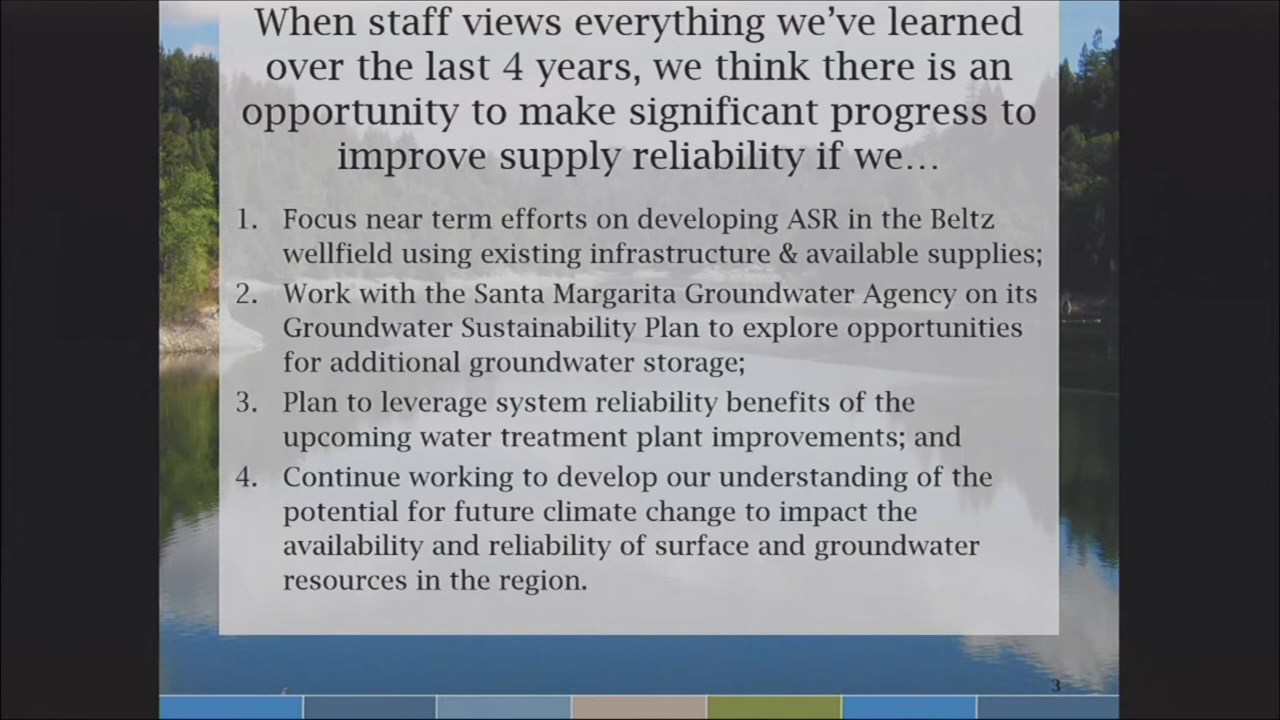 When staff views everything we've learned
over the last 4 years, we think there is an
opportunity to make significant progress to
improve supply reliability if we…
1. Focus near term efforts on developing ASR in the Beltz
wellfield using existing infrastructure & available supplies;
2. Work with the Santa Margarita Groundwater Agency on its
Groundwater Sustainability Plan to explore opportunities
for additional groundwater storage;
3. Plan to leverage system reliability benefits of the
upcoming water treatment plant improvements; and
4. Continue working to develop our understanding of the
potential for future climate change to impact the
availability and reliability of surface and groundwater
resources in the region.
3